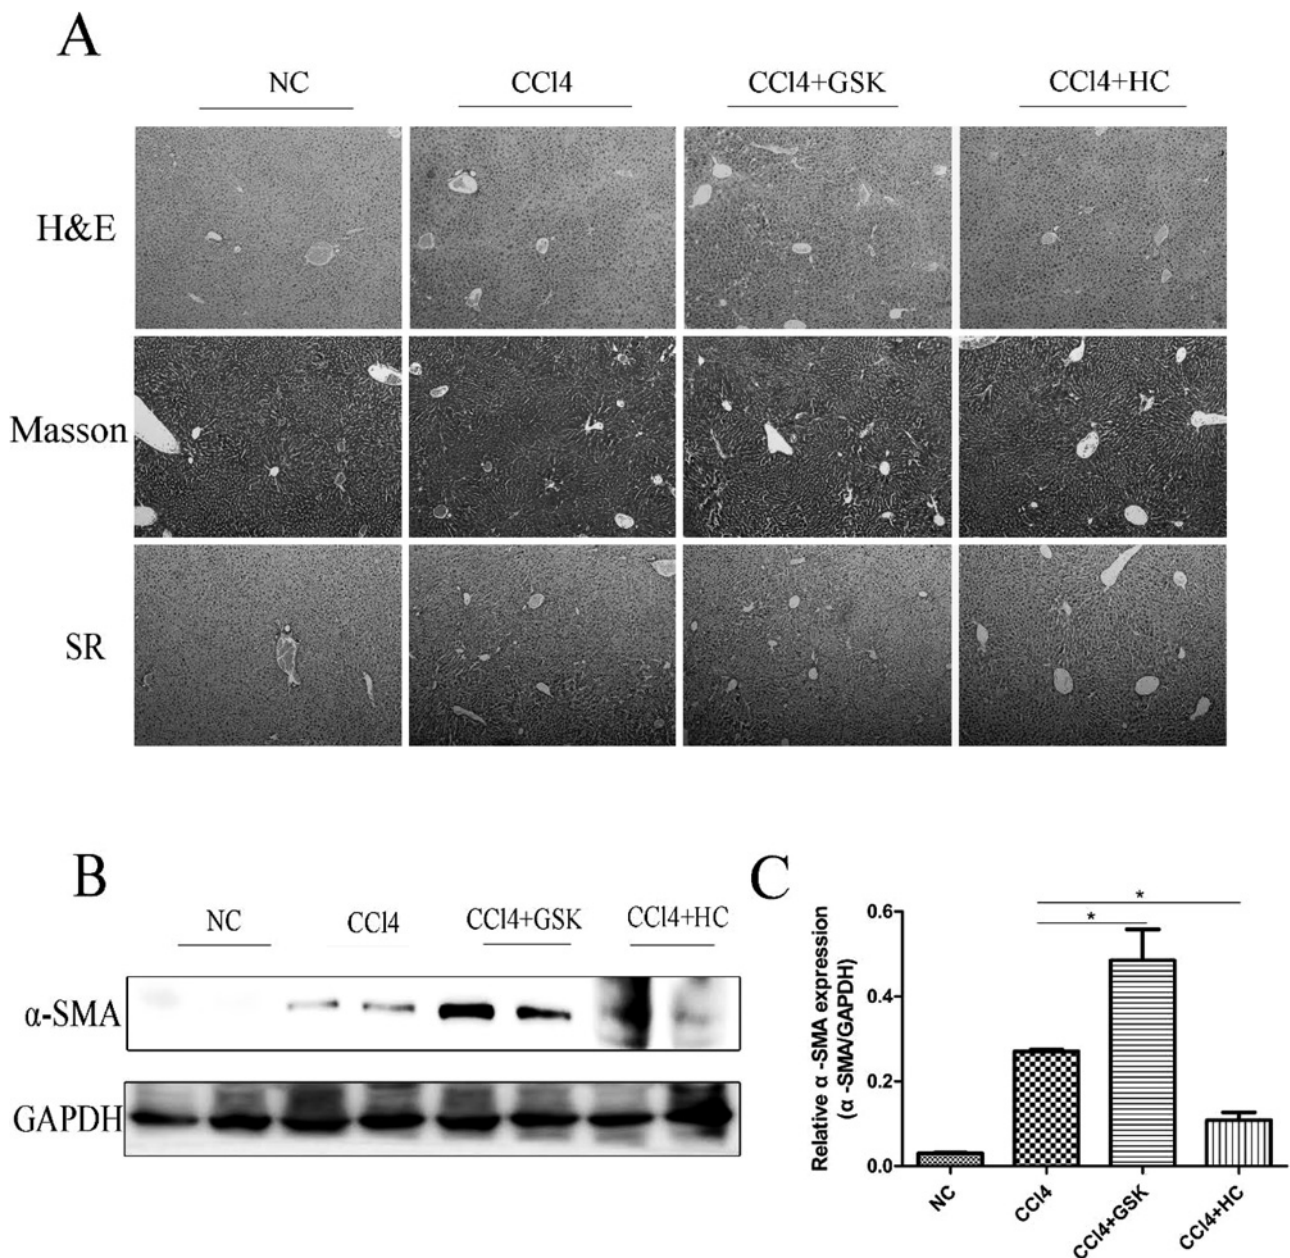 A
NC CCl4 CCl4+GSK CCl4+HC
H&E
Masson
SR
B
NC CCl4 CCl4+GSK CCl4+HC
α-SMA
GAPDH
C
Relative α -SMA expression
(α -SMA/GAPDH)
0.6
0.4
0.2
0.0
*
*
NC CCl4 CCl4+GSK CCl4+HC